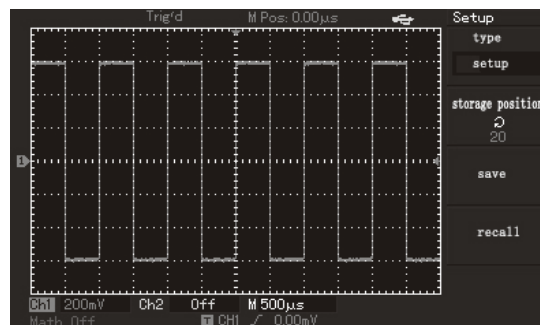 Trig'd M Pos: 0.00μs Setup
type
setup
storage position
20
1
save
recall
Ch1 200mV Ch2 Off M 500μs
Math Off T CH1 0.00mV